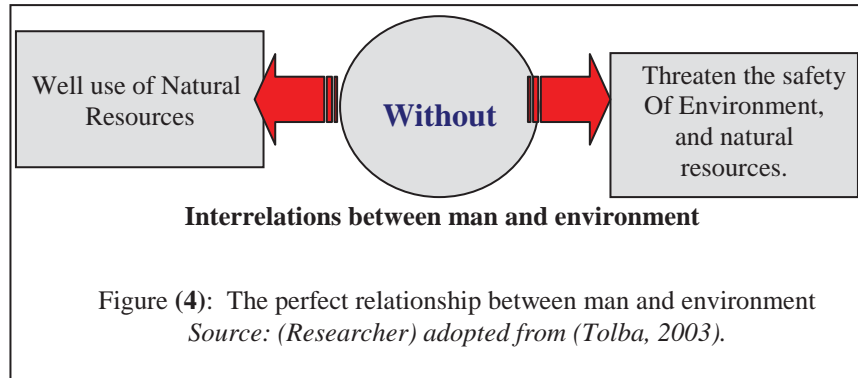 Well use of Natural
Resources
Without
Threaten the safety
Of Environment,
and natural
resources.
Interrelations between man and environment
Figure (4): The perfect relationship between man and environment
Source: (Researcher) adopted from (Tolba, 2003).